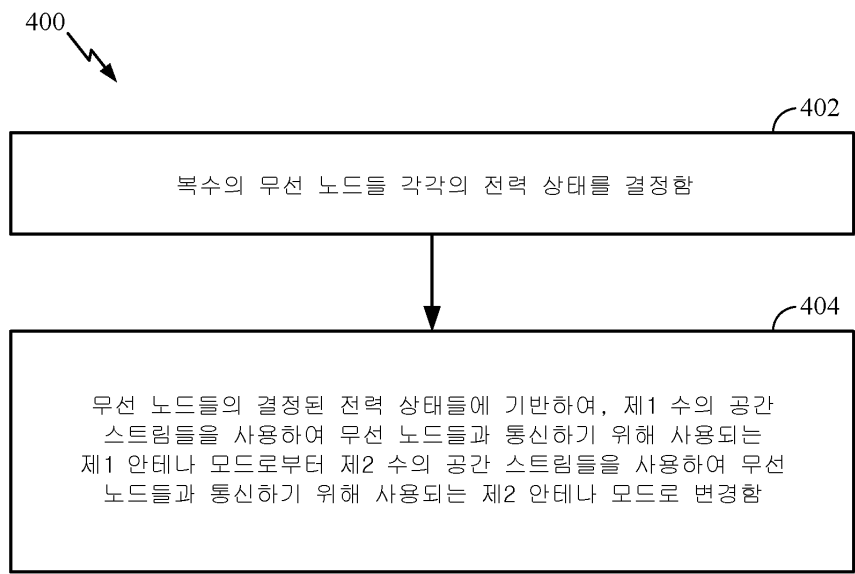 400
402
복수의 무선 노드들 각각의 전력 상태를 결정함
404
무선 노드들의 결정된 전력 상태들에 기반하여, 제1 수의 공간
스트림들을 사용하여 무선 노드들과 통신하기 위해 사용되는
제1 안테나 모드로부터 제2 수의 공간 스트림들을 사용하여 무선
노드들과 통신하기 위해 사용되는 제2 안테나 모드로 변경함